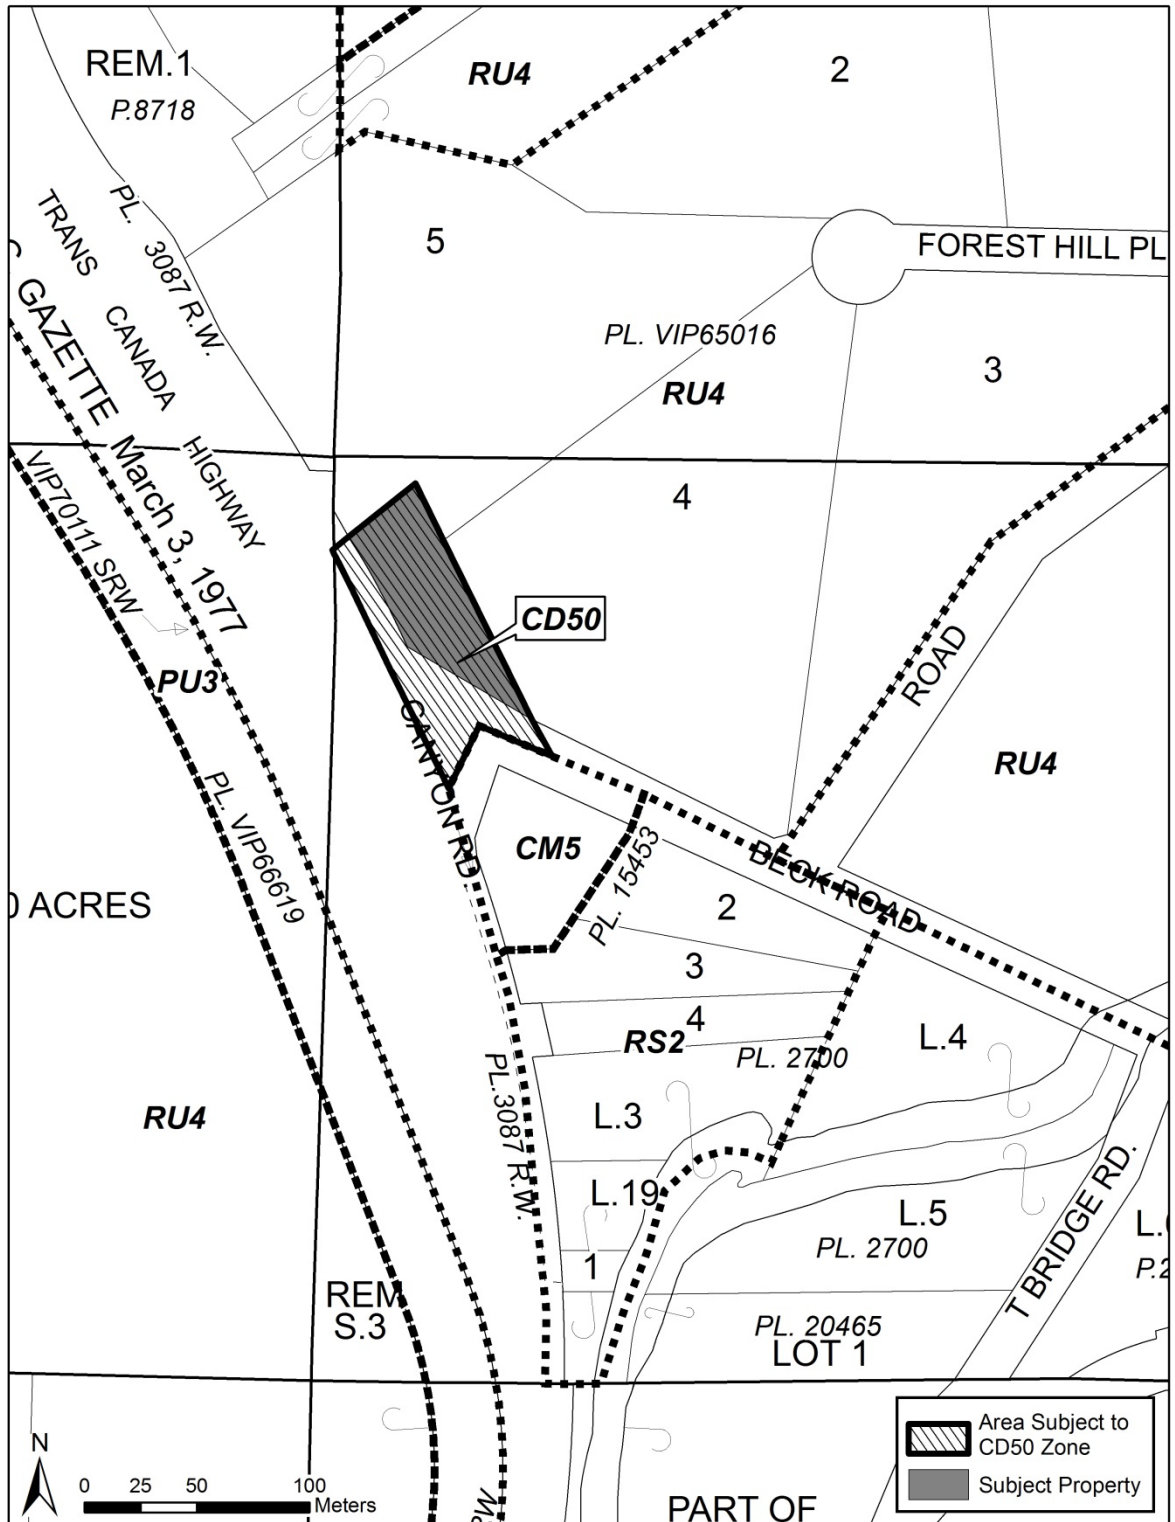 REM.1
P.8718
RU4
2
5
FOREST HILL PL
PL. 3087 R.W.
TRANS CANADA HIGHWAY
GAZETTE March 3, 1977
PL. VIP65016
RU4
3
4
VIP70111 SRW
CD50
PU3
CANYON RD.
ROAD
RU4
PL. VIP66619
CM5
PL. 15453
BECK ROAD
0 ACRES
2
3
4
RS2
PL. 2700
L.4
PL.3087 R.W.
RU4
L.3
L.19
L.5
PL. 2700
T BRIDGE RD.
1
REM
S.3
PL. 20465
LOT 1
Area Subject to
CD50 Zone
Subject Property
N
0 25 50 100
Meters
PART OF